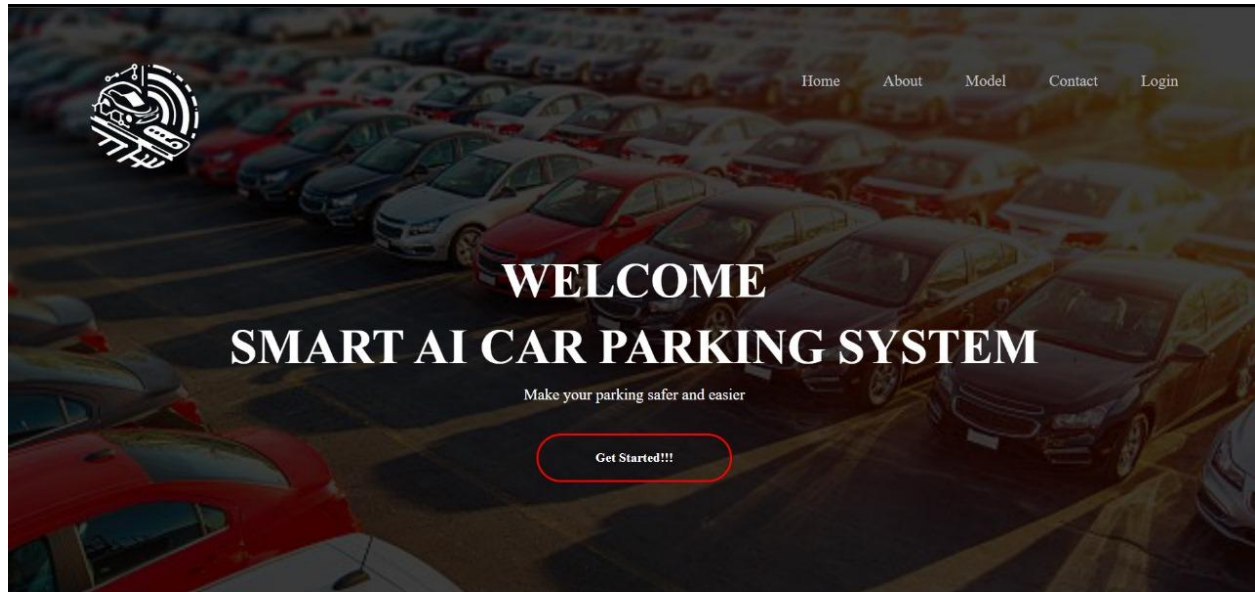 Home About Model Contact Login
WELCOME
SMART AI CAR PARKING SYSTEM
Make your parking safer and easier
Get Started!!!